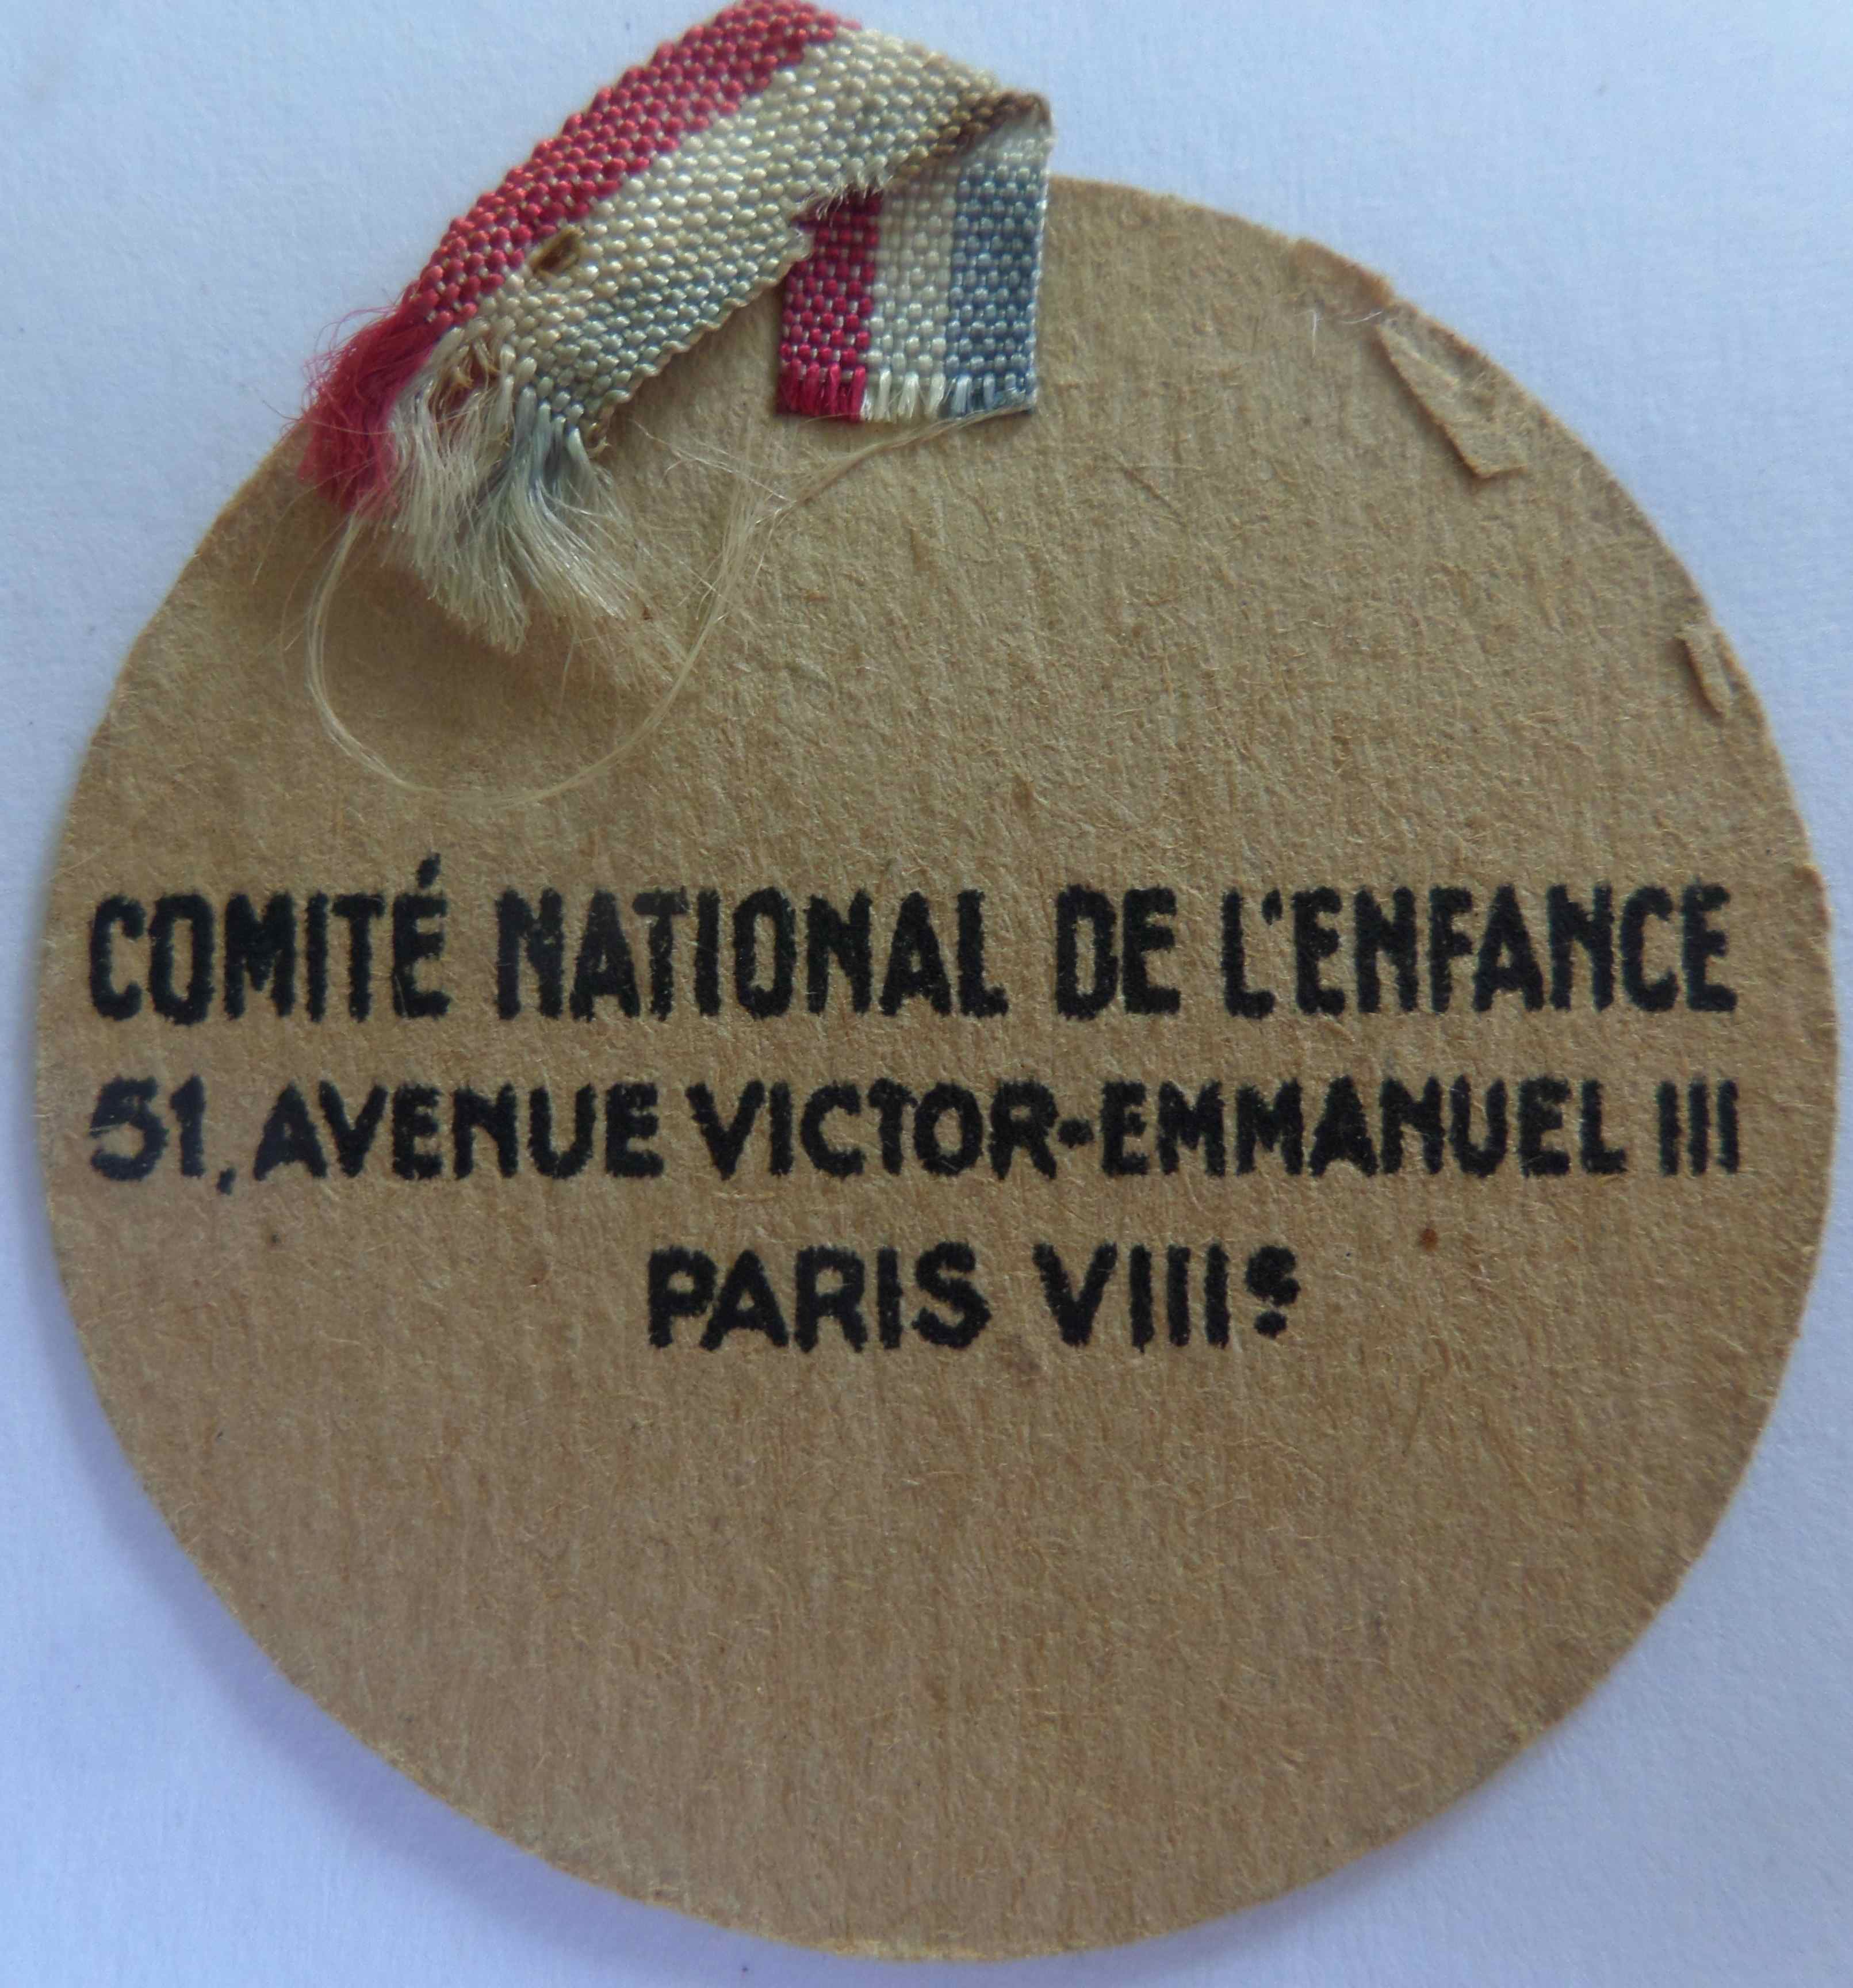 COMITÉ NATIONAL DE L'ENFANCE
51, AVENUE VICTOR-EMMANUEL III
PARIS VIIIe